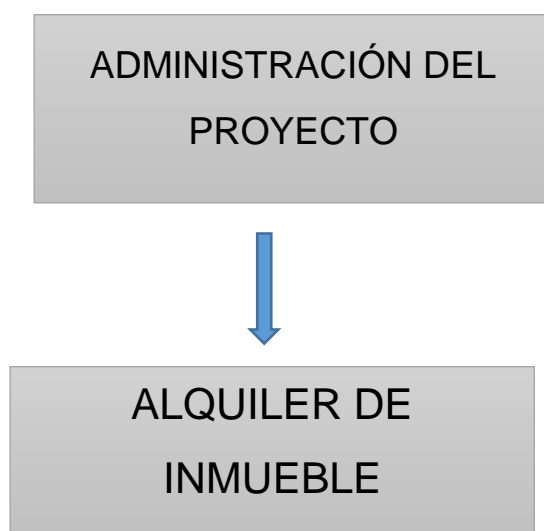 ADMINISTRACIÓN DEL
PROYECTO
ALQUILER DE
INMUEBLE